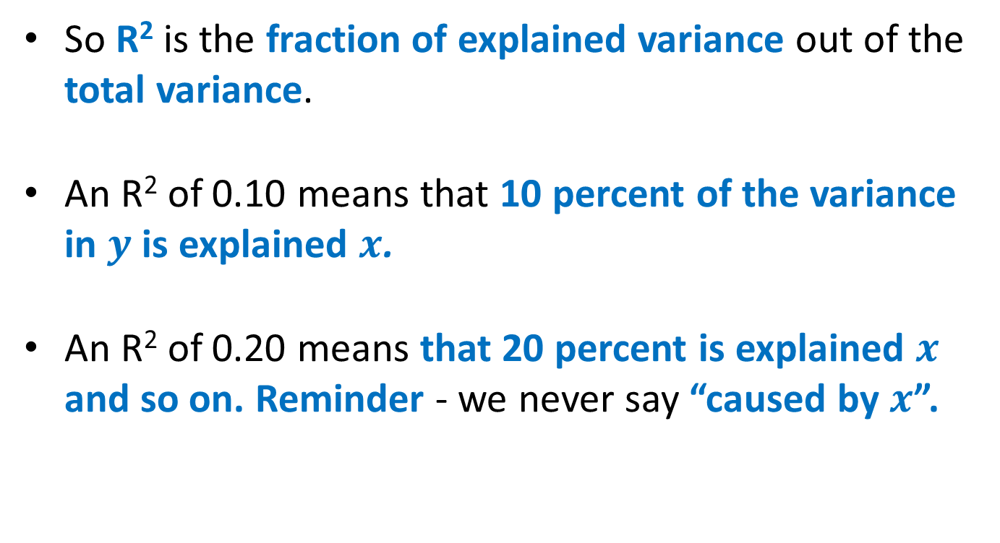 • So R² is the fraction of explained variance out of the
total variance.
• An R² of 0.10 means that 10 percent of the variance
in y is explained x.
• An R² of 0.20 means that 20 percent is explained x
and so on. Reminder - we never say “caused by x”.